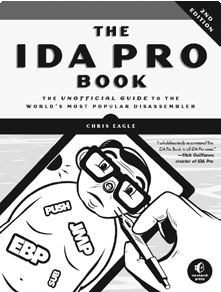 2ND EDITION
THE
IDA PRO
BOOK
THE UNOFFICIAL GUIDE TO THE
WORLD'S MOST POPULAR DISASSEMBLER
CHRIS EAGLE
"I wholeheartedly recommend The
IDA Pro Book to all IDA Pro users."
—Ilfak Guilfanov,
creator of IDA Pro
PUSH
JMP
EBP
SUB
no starch
press